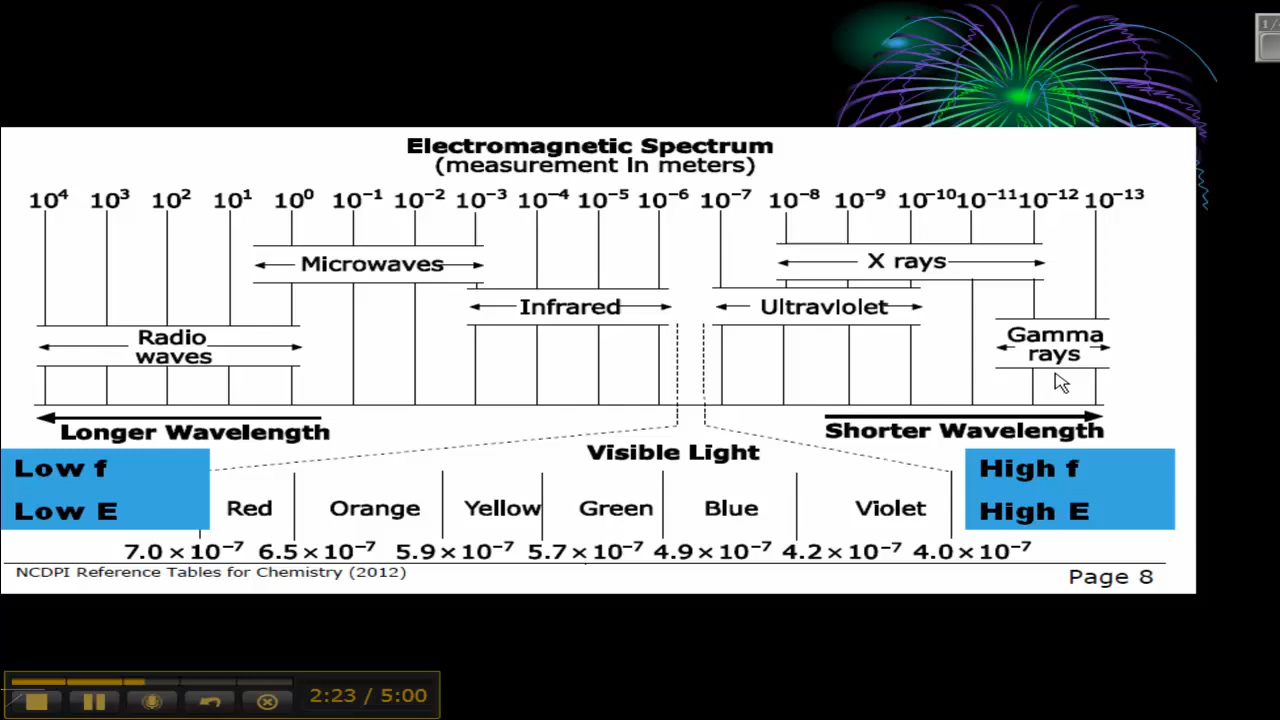 1/
Electromagnetic Spectrum
(measurement in meters)
10⁴ 10³ 10² 10¹ 10⁰ 10⁻¹ 10⁻² 10⁻³ 10⁻⁴ 10⁻⁵ 10⁻⁶ 10⁻⁷ 10⁻⁸ 10⁻⁹ 10⁻¹⁰ 10⁻¹¹ 10⁻¹² 10⁻¹³
Microwaves X rays
Infrared Ultraviolet
Radio
waves
Gamma
rays
Longer Wavelength Shorter Wavelength
Visible Light
Low f
Low E
High f
High E
Red Orange Yellow Green Blue Violet
7.0 × 10⁻⁷ 6.5 × 10⁻⁷ 5.9 × 10⁻⁷ 5.7 × 10⁻⁷ 4.9 × 10⁻⁷ 4.2 × 10⁻⁷ 4.0 × 10⁻⁷
NCDPI Reference Tables for Chemistry (2012)
Page 8
2:23 / 5:00